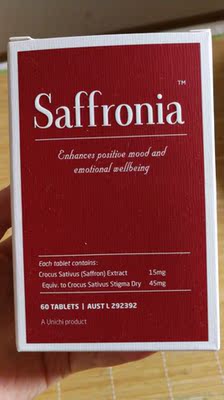 Saffronia™
Enhances positive mood and
emotional wellbeing
Each tablet contains:
Crocus Sativus (Saffron) Extract 15mg
Equiv. to Crocus Sativus Stigma Dry 45mg
60 TABLETS | AUST L 292392
A Unichi product